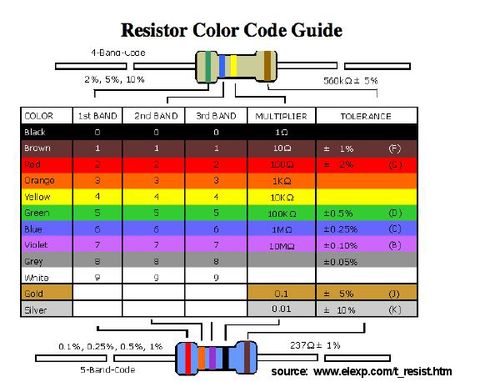 Resistor Color Code Guide
4-Band-Code
2%, 5%, 10%
560kΩ ± 5%
COLOR 1st BAND 2nd BAND 3rd BAND MULTIPLIER TOLERANCE
Black 0 0 0 1Ω
Brown 1 1 1 10Ω ± 1% (F)
Red 2 2 2 100Ω ± 2% (G)
Orange 3 3 3 1KΩ
Yellow 4 4 4 10KΩ
Green 5 5 5 100KΩ ±0.5% (D)
Blue 6 6 6 1MΩ ±0.25% (C)
Violet 7 7 7 10MΩ ±0.10% (B)
Grey 8 8 8 ±0.05%
White 9 9 9
Gold 0.1 ± 5% (J)
Silver 0.01 ± 10% (K)
0.1%, 0.25%, 0.5%, 1%
237Ω ± 1%
5-Band-Code
source: www.elexp.com/t_resist.htm